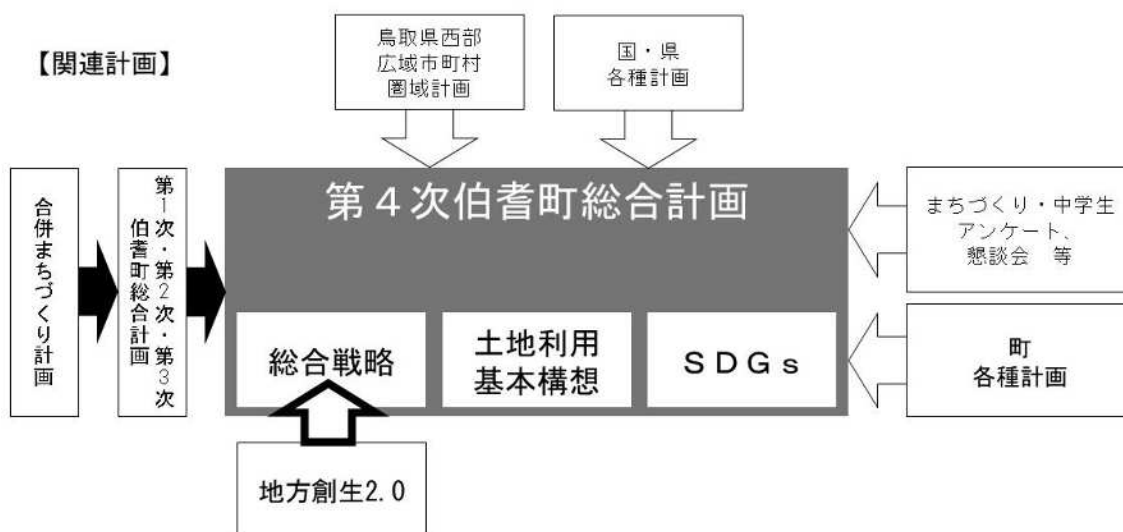 【関連計画】
鳥取県西部
広域市町村
圏域計画
国・県
各種計画
合併まちづくり計画
第1次・第2次・第3次
伯耆町総合計画
第4次伯耆町総合計画
総合戦略
土地利用
基本構想
SDGs
まちづくり・中学生
アンケート、
懇談会　等
町
各種計画
地方創生2.0